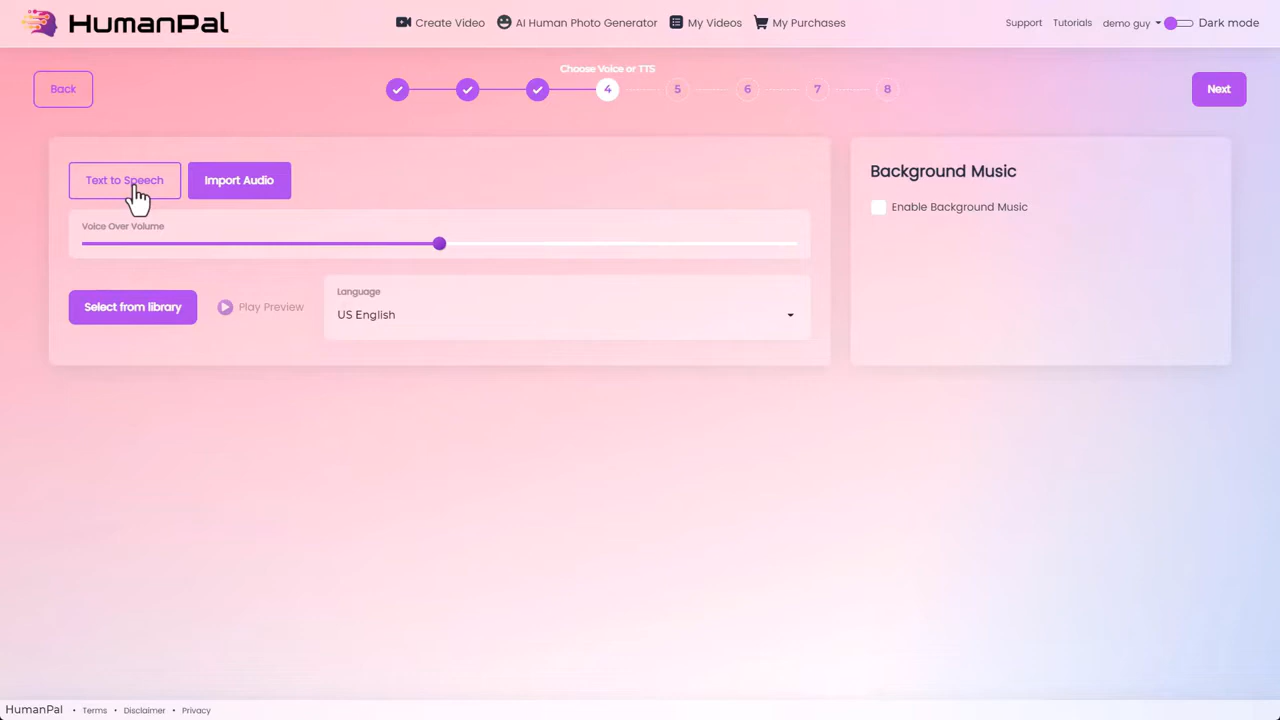 HumanPal
Create Video
AI Human Photo Generator
My Videos
My Purchases
Support
Tutorials
demo guy
Dark mode
Back
Choose Voice or TTS
4
5
6
7
8
Next
Text to Speech
Import Audio
Voice Over Volume
Select from library
Play Preview
Language
US English
Background Music
Enable Background Music
HumanPal • Terms • Disclaimer • Privacy